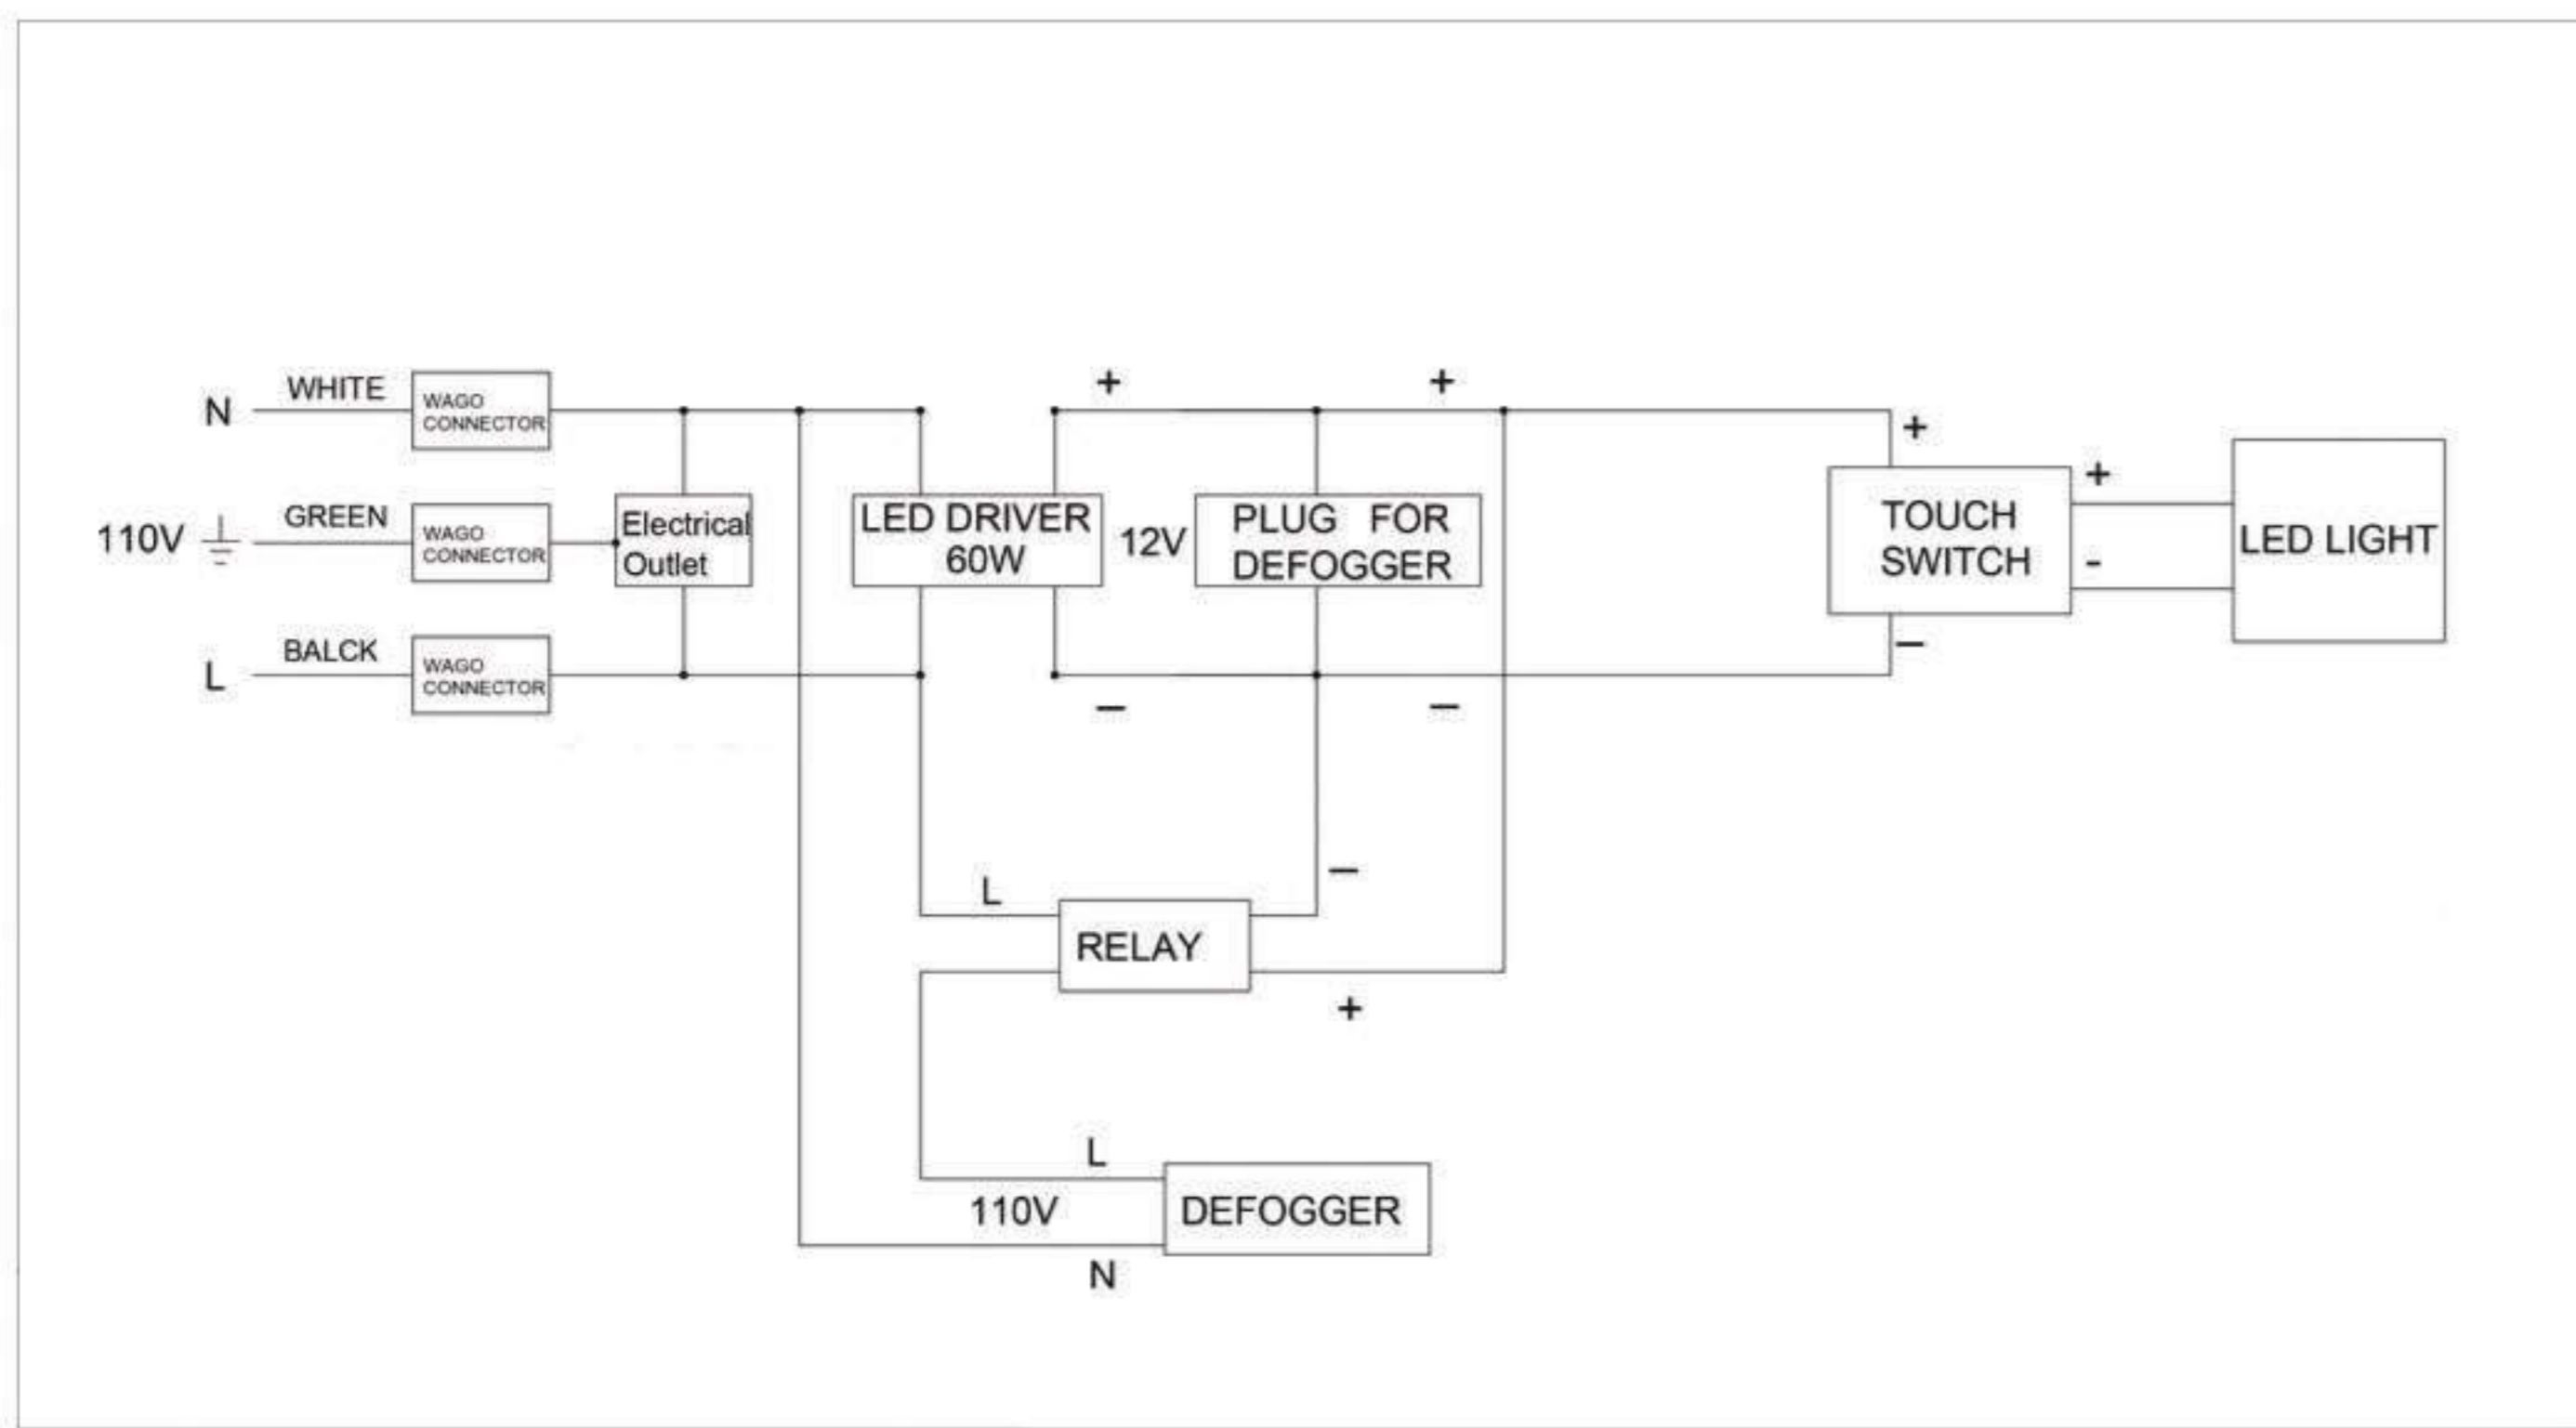 N
WHITE
WAGO
CONNECTOR
110V
GREEN
WAGO
CONNECTOR
L
BALCK
WAGO
CONNECTOR
Electrical
Outlet
+
+
LED DRIVER
60W
12V
PLUG FOR
DEFOGGER
–
–
+
TOUCH
SWITCH
–
+
-
LED LIGHT
L
–
RELAY
+
L
110V
DEFOGGER
N